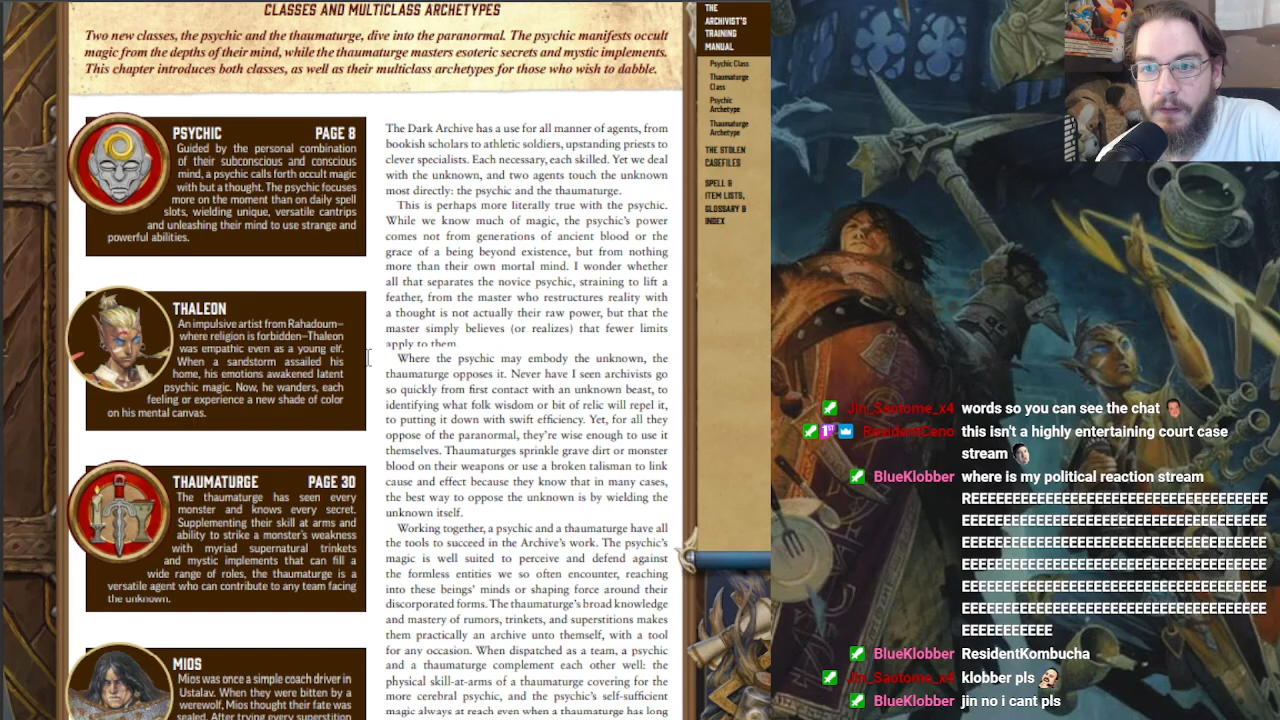 CLASSES AND MULTICLASS ARCHETYPES
Two new classes, the psychic and the thaumaturge, dive into the paranormal. The psychic manifests occult
magic from the depths of their mind, while the thaumaturge masters esoteric secrets and mystic implements.
This chapter introduces both classes, as well as their multiclass archetypes for those who wish to dabble.
PSYCHIC PAGE 8
Guided by the personal combination
of their subconscious and conscious
mind, a psychic calls forth occult magic
with but a thought. The psychic focuses
more on the moment than on daily spell
slots, wielding unique, versatile cantrips
and unleashing their mind to use strange and
powerful abilities.
THALEON
An impulsive artist from Rahadoum—
where religion is forbidden—Thaleon
was empathic even as a young elf.
When a sandstorm assailed his
home, his emotions awakened latent
psychic magic. Now, he wanders, each
feeling or experience a new shade of color
on his mental canvas.
THAUMATURGE PAGE 30
The thaumaturge has seen every
monster and knows every secret.
Supplementing their skill at arms and
ability to strike a monster's weakness
with myriad supernatural trinkets
and mystic implements that can fill a
wide range of roles, the thaumaturge is a
versatile agent who can contribute to any team facing
the unknown.
MIOS
Mios was once a simple coach driver in
Ustalav. When they were bitten by a
werewolf, Mios thought their fate was
sealed. After trying every superstition
The Dark Archive has a use for all manner of agents, from
bookish scholars to athletic soldiers, upstanding priests to
clever specialists. Each necessary, each skilled. Yet we deal
with the unknown, and two agents touch the unknown
most directly: the psychic and the thaumaturge.
This is perhaps more literally true with the psychic.
While we know much of magic, the psychic's power
comes not from generations of ancient blood or the
grace of a being beyond existence, but from nothing
more than their own mortal mind. I wonder whether
all that separates the novice psychic, straining to lift a
feather, from the master who restructures reality with
a thought is not actually their raw power, but that the
master simply believes (or realizes) that fewer limits
apply to them.
Where the psychic may embody the unknown, the
thaumaturge opposes it. Never have I seen archivists go
so quickly from first contact with an unknown beast, to
identifying what folk wisdom or bit of relic will repel it,
to putting it down with swift efficiency. Yet, for all they
oppose of the paranormal, they're wise enough to use it
themselves. Thaumaturges sprinkle grave dirt or monster
blood on their weapons or use a broken talisman to link
cause and effect because they know that in many cases,
the best way to oppose the unknown is by wielding the
unknown itself.
Working together, a psychic and a thaumaturge have all
the tools to succeed in the Archive's work. The psychic's
magic is well suited to perceive and defend against
the formless entities we so often encounter, reaching
into these beings' minds or shaping force around their
discorporated forms. The thaumaturge's broad knowledge
and mastery of rumors, trinkets, and superstitions make
them practically an archive unto themself, with a tool
for any occasion. When dispatched as a team, a psychic
and a thaumaturge complement each other well: the
physical skill-at-arms of a thaumaturge covering for the
more cerebral psychic, and the psychic's self-sufficient
magic always at reach even when a thaumaturge has long
THE
ARCHIVIST'S
TRAINING
MANUAL
Psychic Class
Thaumaturge
Class
Psychic
Archetype
Thaumaturge
Archetype
THE STOLEN
CASEFILES
SPELL &
ITEM LISTS,
GLOSSARY &
INDEX
Jin_Saotome_x4 words so you can see the chat
1ST ResidentCeno this isn't a highly entertaining court case
stream
BlueKlobber where is my political reaction stream
REEEEEEEEEEEEEEEEEEEEEEEEEEEEEEEEEEE
EEEEEEEEEEEEEEEEEEEEEEEEEEEEEEEEEEEE
EEEEEEEEEEEEEEEEEEEEEEEEEEEEEEEEEEEE
EEEEEEEEEEEEEEEEEEEEEEEEEEEEEEEEEEEE
EEEEEEEEEEEEEEEEEEEEEEEEEEEEEEEEEEEE
EEEEEEEEEEEEEEEEEEEEEEEEEEEEEEEEEEEE
EEEEEEEEEEE
BlueKlobber ResidentKombucha
Jin_Saotome_x4 klobber pls
BlueKlobber jin no i cant pls